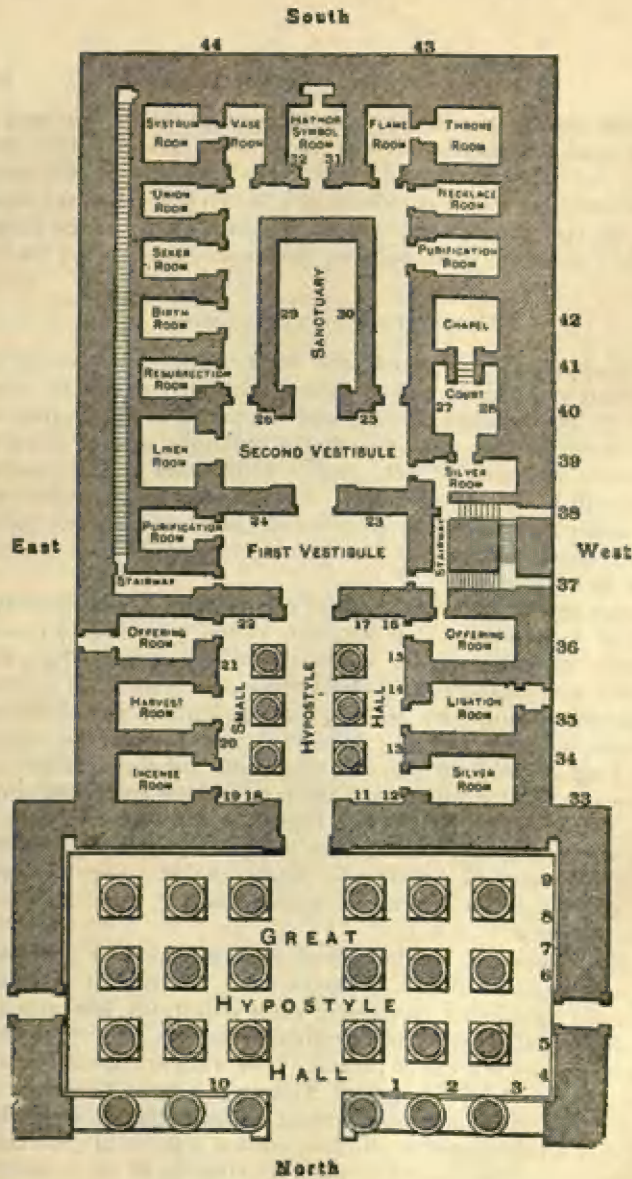 South
44 43
SYSTRUM ROOM
VASE ROOM
HATHOR SYMBOL ROOM
FLAME ROOM
THRONE ROOM
32 31
UNION ROOM
NECKLACE ROOM
SEKER ROOM
PURIFICATION ROOM
29 SANCTUARY 30
BIRTH ROOM
CHAPEL
42
41
RESURRECTION ROOM
COURT
27 28
40
26 25
LINEN ROOM
SECOND VESTIBULE
39
SILVER ROOM
24 23
38
PURIFICATION ROOM
East
FIRST VESTIBULE
STAIRWAY
West
STAIRWAY
37
22 17 16
OFFERING ROOM
OFFERING ROOM
36
21 15
SMALL HYPOSTYLE HALL
14
HARVEST ROOM
LIGATION ROOM
35
20 13
34
INCENSE ROOM
SILVER ROOM
19 18 11 12
33
9
8
GREAT
7
6
HYPOSTYLE
5
HALL
4
10 1 2 3
North